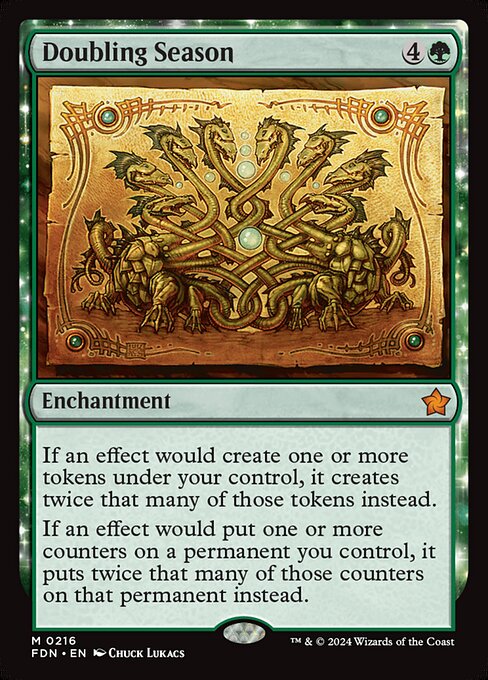 Doubling Season 4
Enchantment
If an effect would create one or more
tokens under your control, it creates
twice that many of those tokens instead.
If an effect would put one or more
counters on a permanent you control, it
puts twice that many of those counters
on that permanent instead.
M 0216
FDN • EN Chuck Lukacs
™ & © 2024 Wizards of the Coast